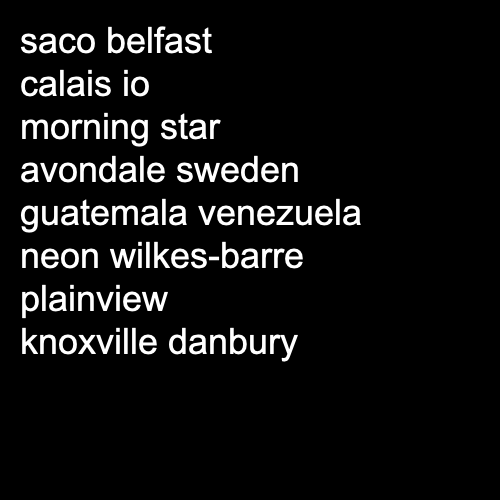 saco belfast
calais io
morning star
avondale sweden
guatemala venezuela
neon wilkes-barre
plainview
knoxville danbury